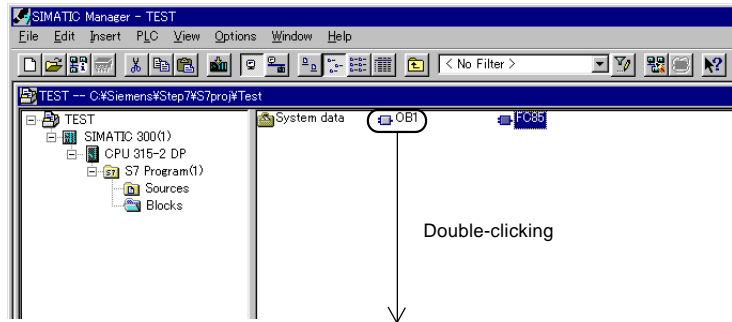 SIMATIC Manager - TEST
File Edit Insert PLC View Options Window Help
< No Filter >
TEST -- C:¥Siemens¥Step7¥S7proj¥Test
TEST
System data
OB1
FC85
SIMATIC 300(1)
CPU 315-2 DP
S7 Program(1)
Sources
Blocks
Double-clicking